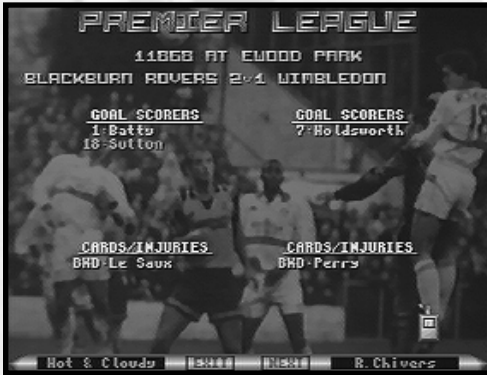 PREMIER LEAGUE
11868 AT EWOOD PARK
BLACKBURN ROVERS 2-1 WIMBLEDON
GOAL SCORERS
1-Batty
18-Sutton
GOAL SCORERS
7-Holdsworth
CARDS/INJURIES
BKD-Le Saux
CARDS/INJURIES
BKD-Perry
Hot & Cloudy
EXIT
NEXT
R.Chivers